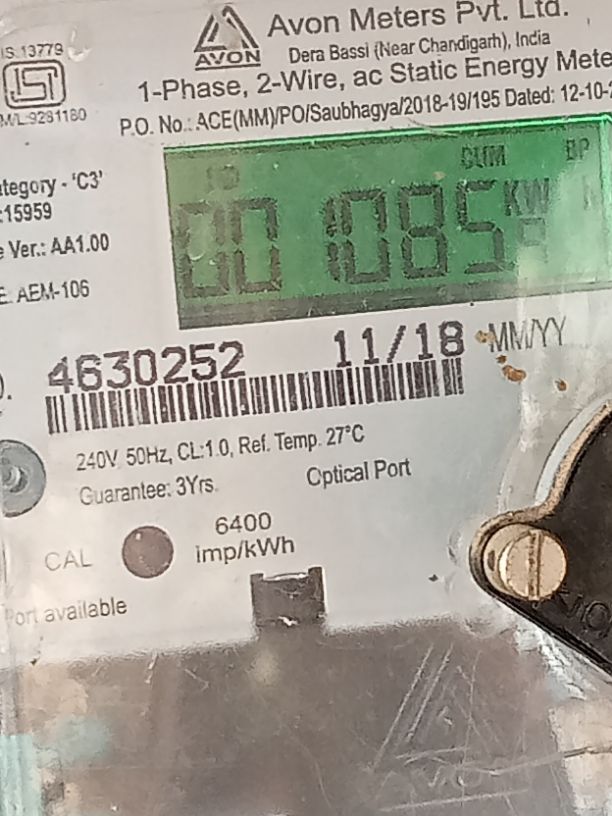 Avon Meters Pvt. Ltd.
AVON
Dera Bassi (Near Chandigarh), India
IS:13779
1-Phase, 2-Wire, ac Static Energy Mete
M/L-9281180
P.O. No.: ACE(MM)/PO/Saubhagya/2018-19/195 Dated: 12-10-2
ategory - 'C3'
:15959
e Ver.: AA1.00
E: AEM-106
CUM
001085
KW
4630252 11/18 MM/YY
240V 50Hz, CL:1.0, Ref. Temp. 27°C
Guarantee: 3Yrs. Optical Port
CAL
6400
imp/kWh
Port available
AVON